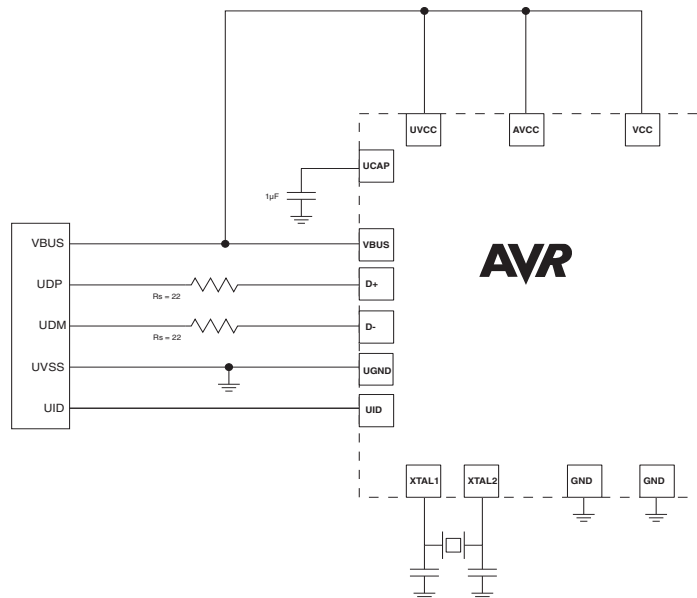 UVCC
AVCC
VCC
UCAP
1µF
VBUS
VBUS
UDP
Rs = 22
D+
UDM
Rs = 22
D-
UVSS
UGND
UID
UID
AVR
XTAL1
XTAL2
GND
GND